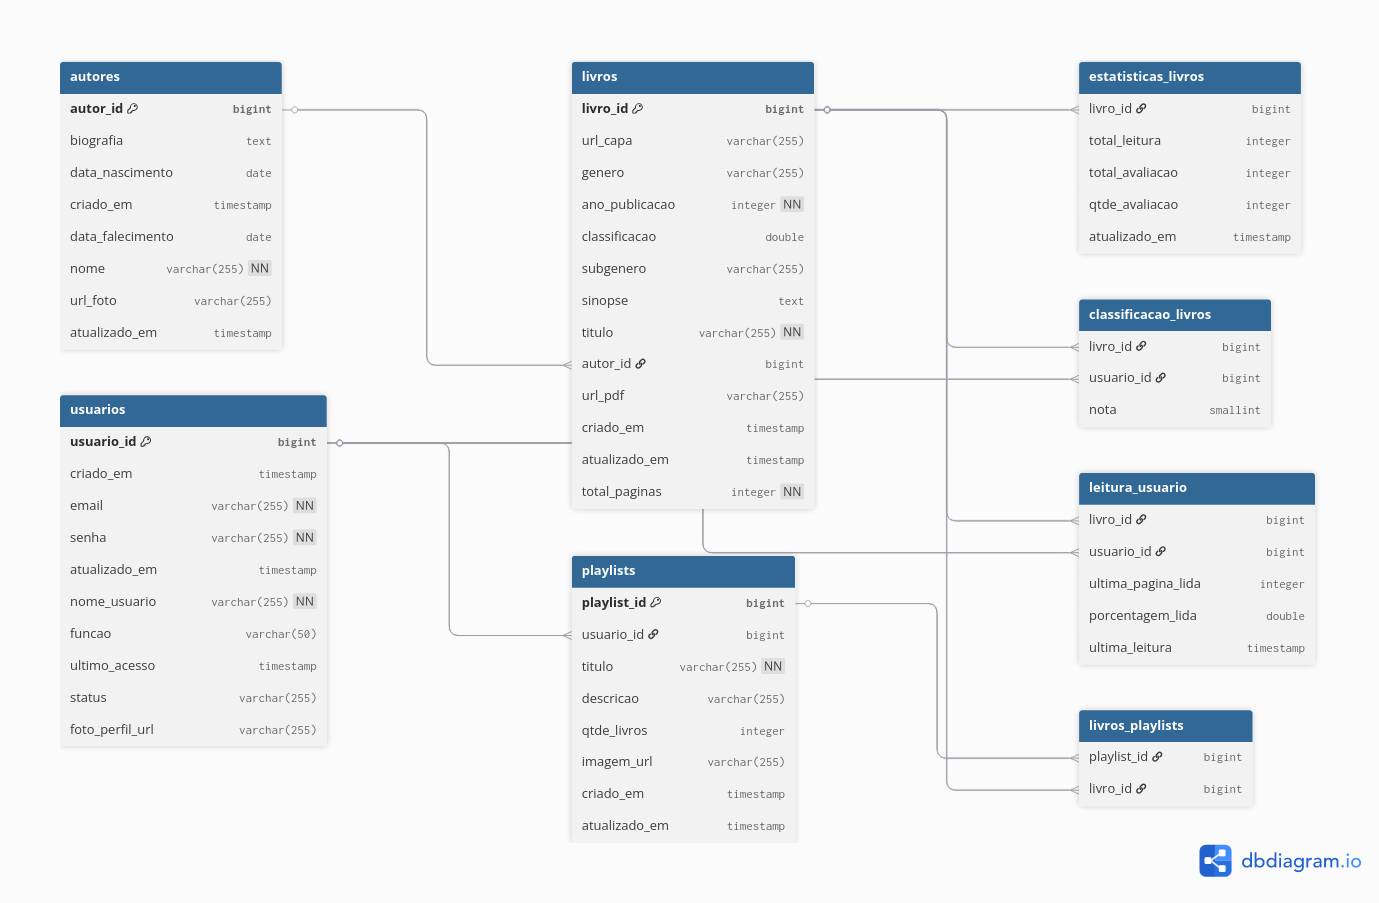 autores
autor_id bigint
biografia text
data_nascimento date
criado_em timestamp
data_falecimento date
nome varchar(255) NN
url_foto varchar(255)
atualizado_em timestamp
usuarios
usuario_id bigint
criado_em timestamp
email varchar(255) NN
senha varchar(255) NN
atualizado_em timestamp
nome_usuario varchar(255) NN
funcao varchar(50)
ultimo_acesso timestamp
status varchar(255)
foto_perfil_url varchar(255)
livros
livro_id bigint
url_capa varchar(255)
genero varchar(255)
ano_publicacao integer NN
classificacao double
subgenero varchar(255)
sinopse text
titulo varchar(255) NN
autor_id bigint
url_pdf varchar(255)
criado_em timestamp
atualizado_em timestamp
total_paginas integer NN
playlists
playlist_id bigint
usuario_id bigint
titulo varchar(255) NN
descricao varchar(255)
qtde_livros integer
imagem_url varchar(255)
criado_em timestamp
atualizado_em timestamp
estatisticas_livros
livro_id bigint
total_leitura integer
total_avaliacao integer
qtde_avaliacao integer
atualizado_em timestamp
classificacao_livros
livro_id bigint
usuario_id bigint
nota smallint
leitura_usuario
livro_id bigint
usuario_id bigint
ultima_pagina_lida integer
porcentagem_lida double
ultima_leitura timestamp
livros_playlists
playlist_id bigint
livro_id bigint
dbdiagram.io